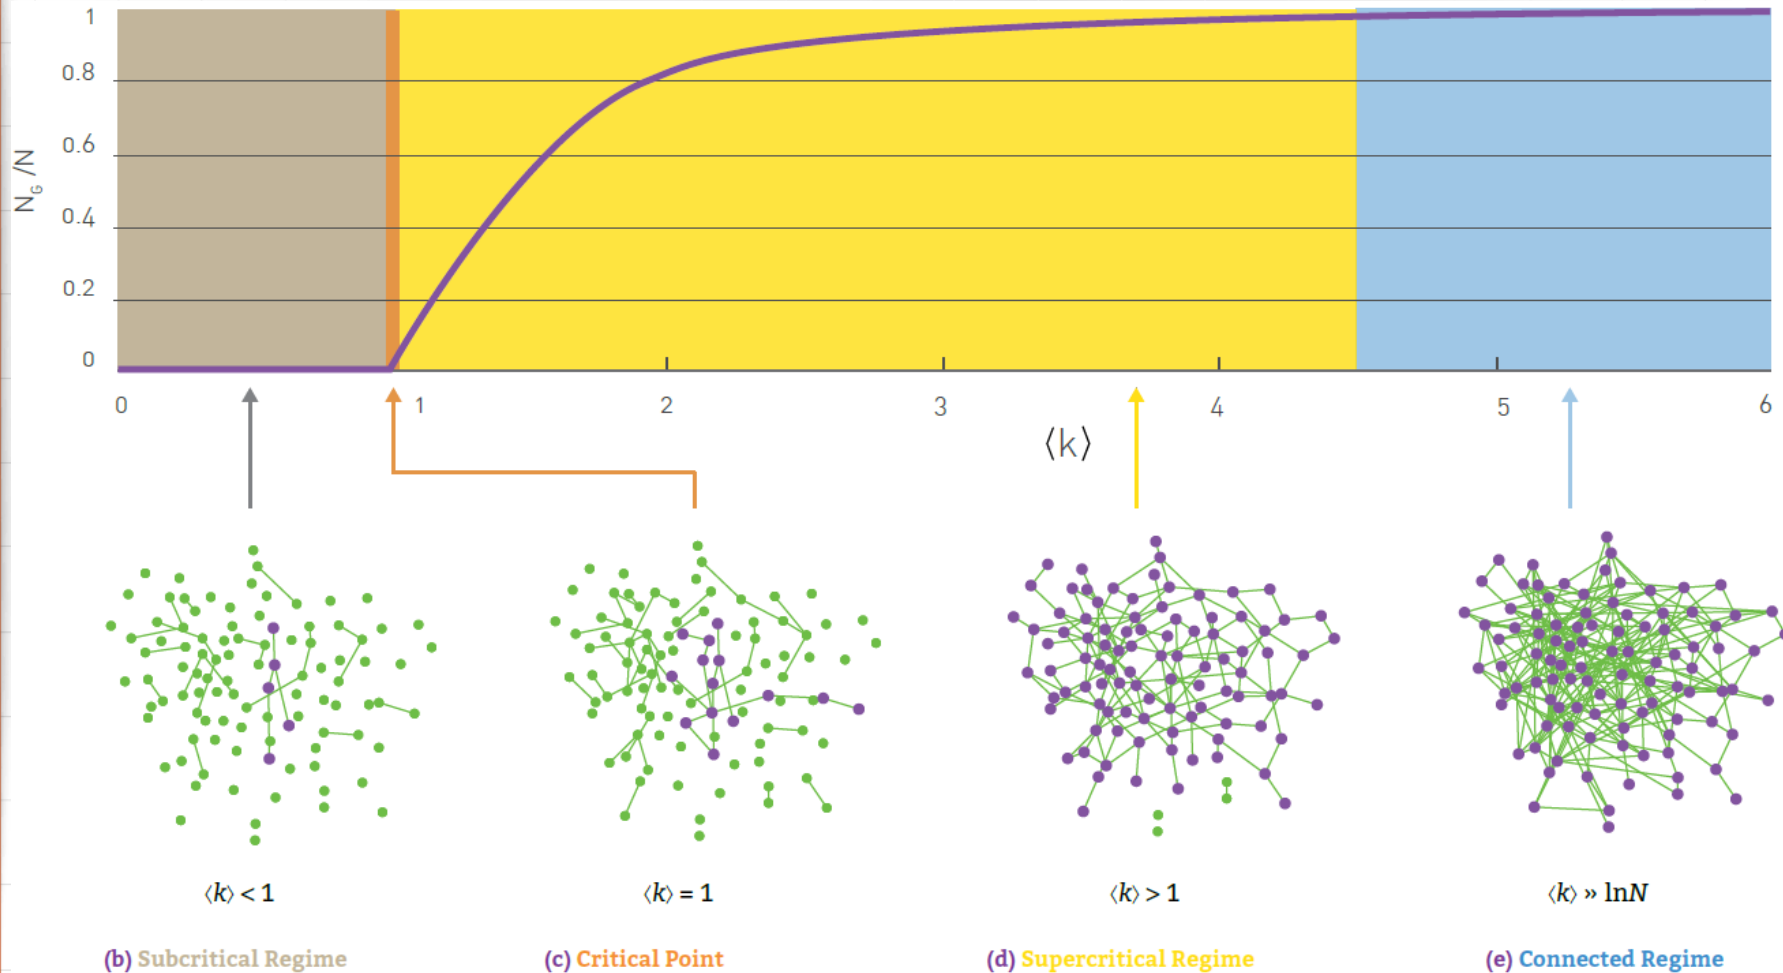 1
0.8
0.6
0.4
0.2
0
N_G /N
0 1 2 3 4 5 6
⟨k⟩
⟨k⟩ < 1 ⟨k⟩ = 1 ⟨k⟩ > 1 ⟨k⟩ » lnN
(b) Subcritical Regime (c) Critical Point (d) Supercritical Regime (e) Connected Regime